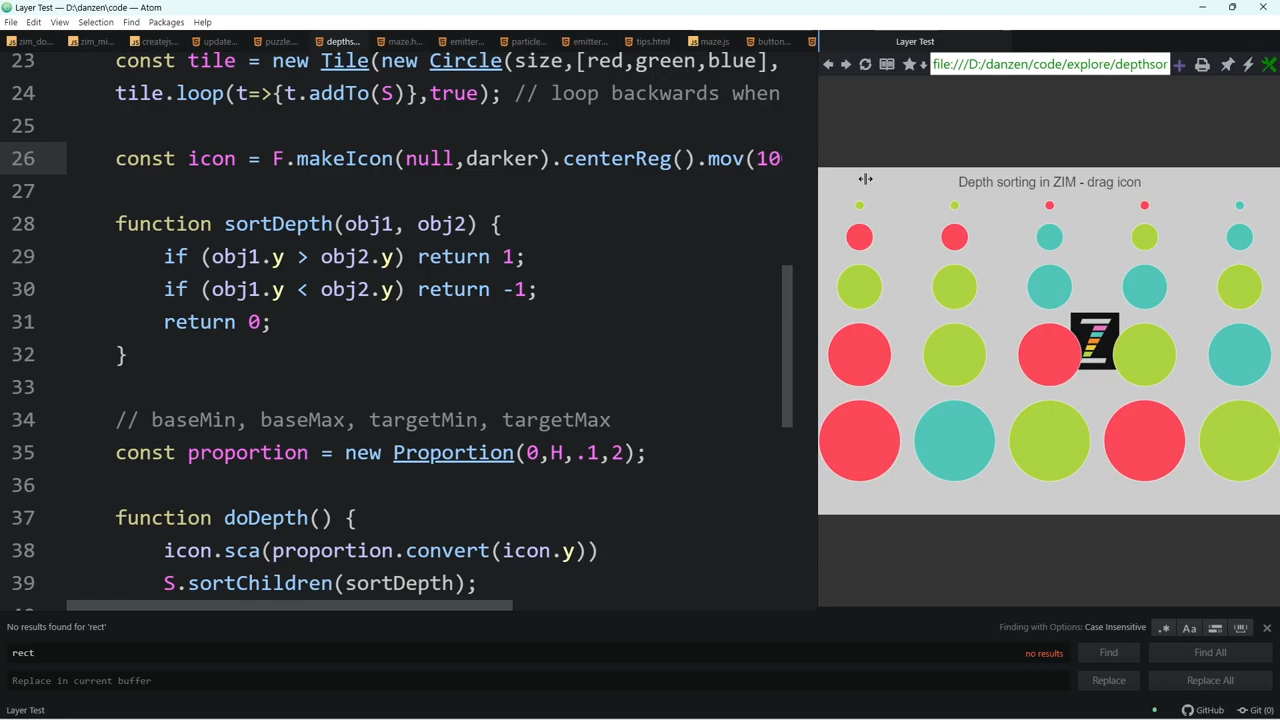 Layer Test — D:\danzen\code — Atom
File Edit View Selection Find Packages Help
zim_do... zim_mi... createjs... update... puzzle.... depths... maze.h... emitter... particle... emitter... tips.html maze.js button...
Layer Test
file:///D:/danzen/code/explore/depthsor
23 const tile = new Tile(new Circle(size,[red,green,blue],
24 tile.loop(t=>{t.addTo(S)},true); // loop backwards when
25
26 const icon = F.makeIcon(null,darker).centerReg().mov(10
27
28 function sortDepth(obj1, obj2) {
29 if (obj1.y > obj2.y) return 1;
30 if (obj1.y < obj2.y) return -1;
31 return 0;
32 }
33
34 // baseMin, baseMax, targetMin, targetMax
35 const proportion = new Proportion(0,H,.1,2);
36
37 function doDepth() {
38 icon.sca(proportion.convert(icon.y))
39 S.sortChildren(sortDepth);
Depth sorting in ZIM - drag icon
No results found for 'rect'
Finding with Options: Case Insensitive
.* Aa
rect
no results
Find
Find All
Replace in current buffer
Replace
Replace All
Layer Test
GitHub
Git (0)